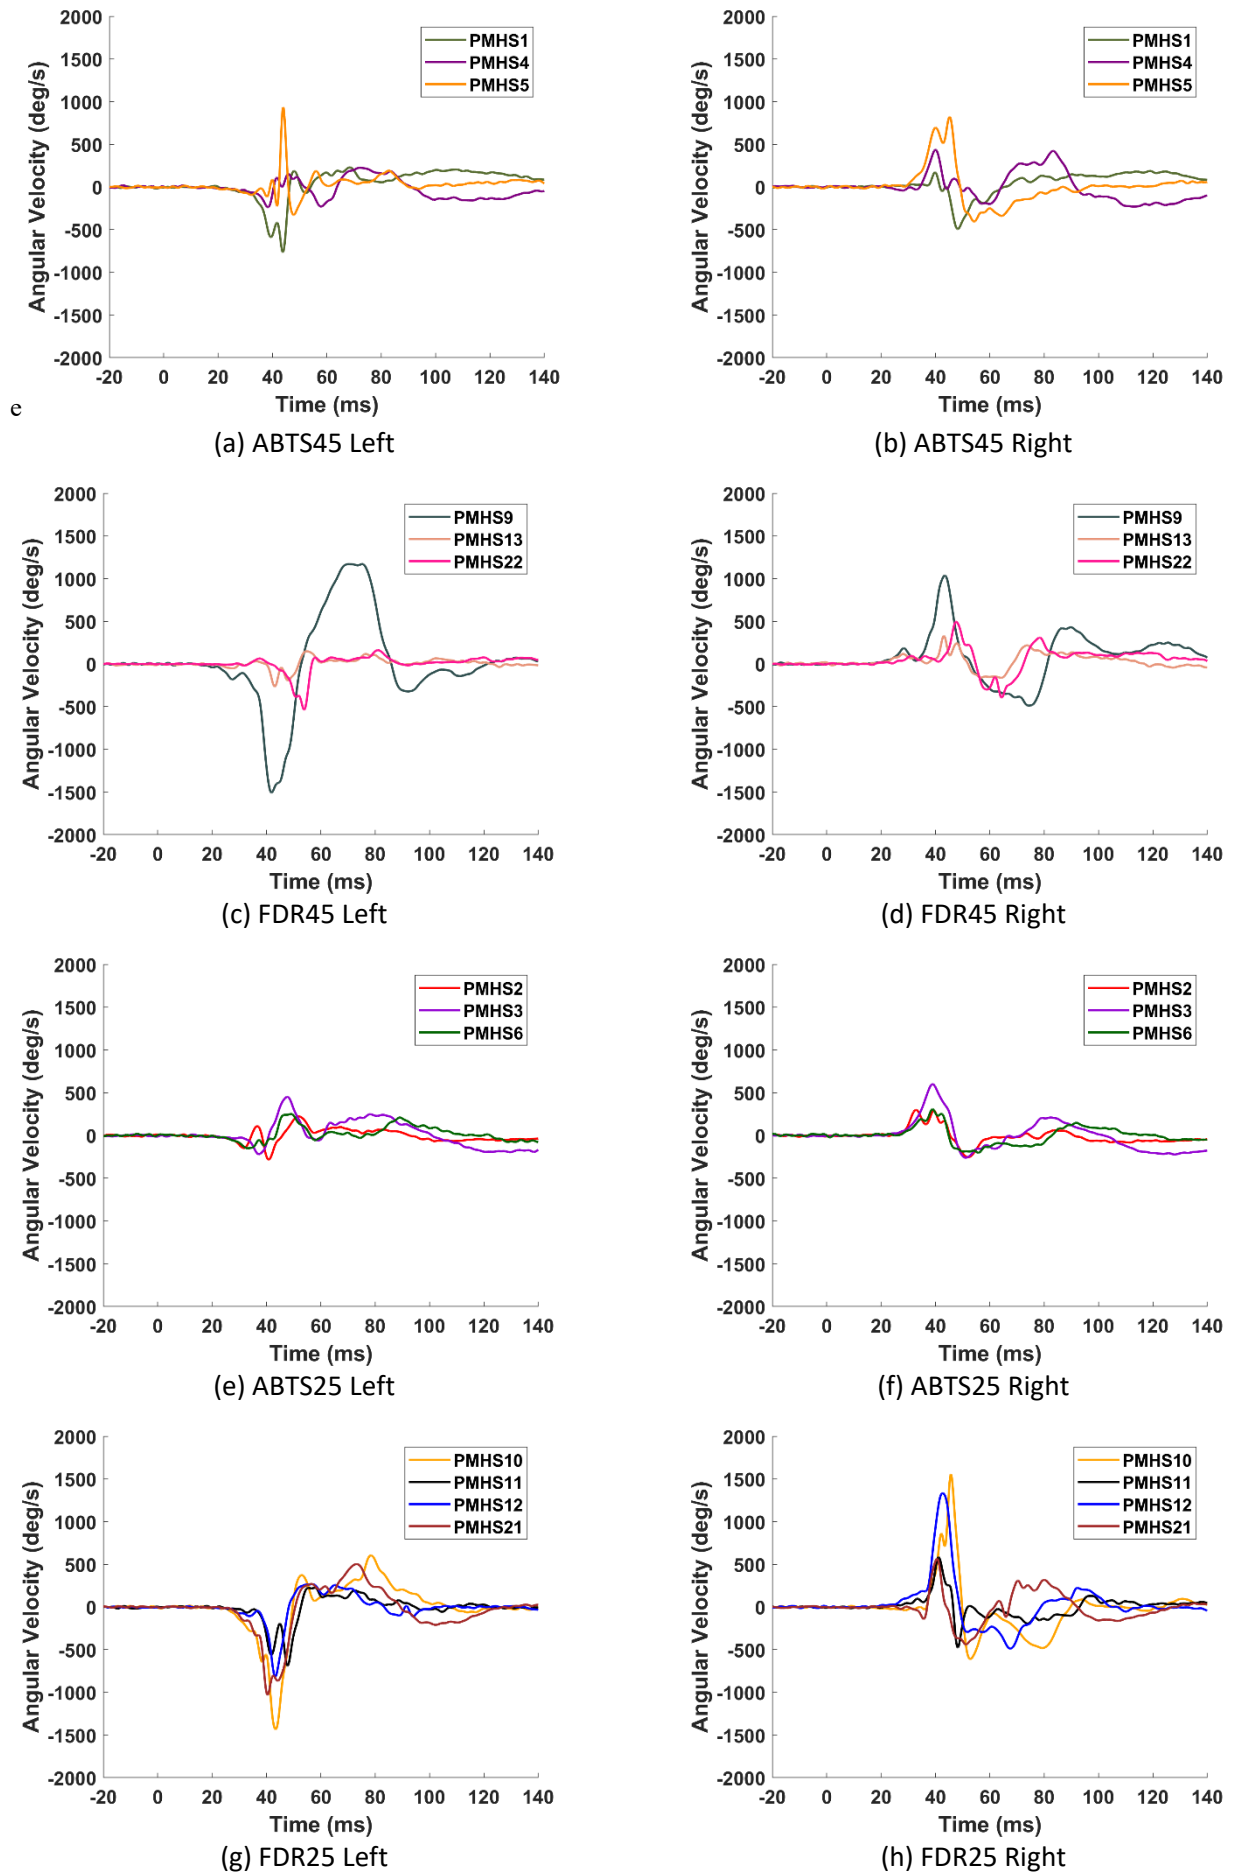 2000
1500
1000
500
0
-500
-1000
-1500
-2000
Angular Velocity (deg/s)
PMHS1
PMHS4
PMHS5
-20 0 20 40 60 80 100 120 140
Time (ms)
e
(a) ABTS45 Left
2000
1500
1000
500
0
-500
-1000
-1500
-2000
Angular Velocity (deg/s)
PMHS1
PMHS4
PMHS5
-20 0 20 40 60 80 100 120 140
Time (ms)
(b) ABTS45 Right
2000
1500
1000
500
0
-500
-1000
-1500
-2000
Angular Velocity (deg/s)
PMHS9
PMHS13
PMHS22
-20 0 20 40 60 80 100 120 140
Time (ms)
(c) FDR45 Left
2000
1500
1000
500
0
-500
-1000
-1500
-2000
Angular Velocity (deg/s)
PMHS9
PMHS13
PMHS22
-20 0 20 40 60 80 100 120 140
Time (ms)
(d) FDR45 Right
2000
1500
1000
500
0
-500
-1000
-1500
-2000
Angular Velocity (deg/s)
PMHS2
PMHS3
PMHS6
-20 0 20 40 60 80 100 120 140
Time (ms)
(e) ABTS25 Left
2000
1500
1000
500
0
-500
-1000
-1500
-2000
Angular Velocity (deg/s)
PMHS2
PMHS3
PMHS6
-20 0 20 40 60 80 100 120 140
Time (ms)
(f) ABTS25 Right
2000
1500
1000
500
0
-500
-1000
-1500
-2000
Angular Velocity (deg/s)
PMHS10
PMHS11
PMHS12
PMHS21
-20 0 20 40 60 80 100 120 140
Time (ms)
(g) FDR25 Left
2000
1500
1000
500
0
-500
-1000
-1500
-2000
Angular Velocity (deg/s)
PMHS10
PMHS11
PMHS12
PMHS21
-20 0 20 40 60 80 100 120 140
Time (ms)
(h) FDR25 Right